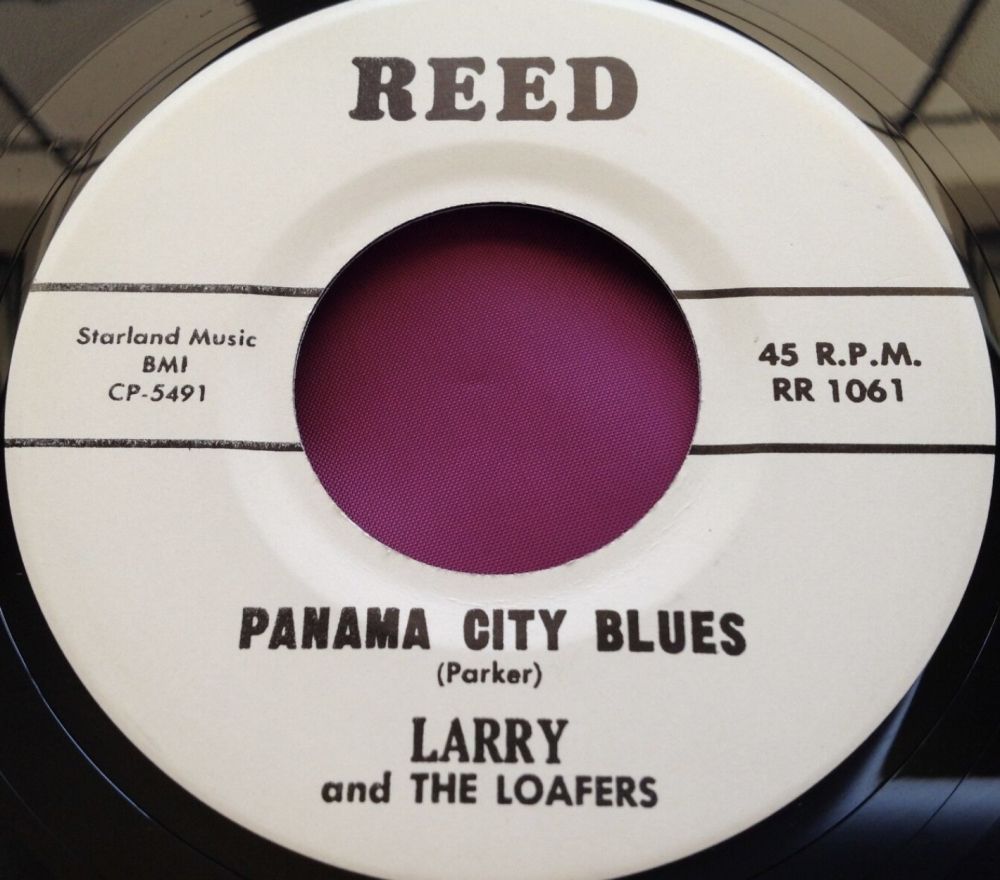 REED
Starland Music
BMI
CP-5491
45 R.P.M.
RR 1061
PANAMA CITY BLUES
(Parker)
LARRY
and THE LOAFERS